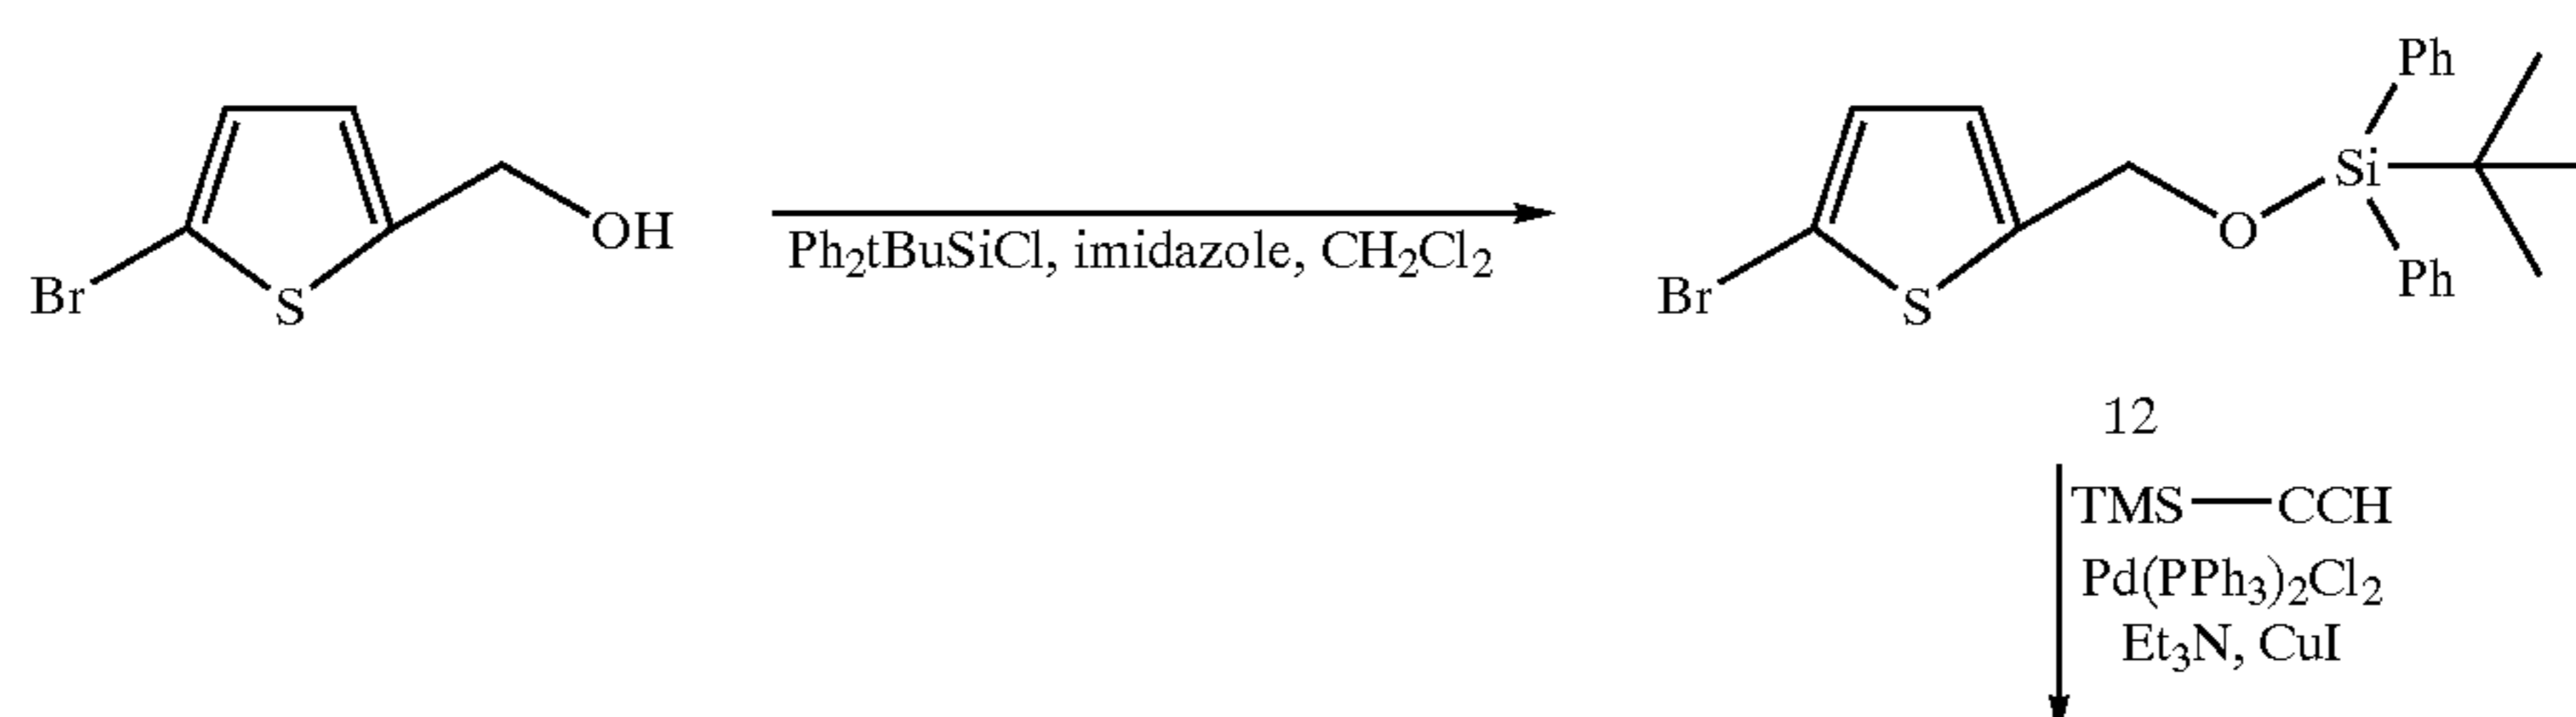 Br
S
OH
Ph₂tBuSiCl, imidazole, CH₂Cl₂
Br
S
O
Si
Ph
Ph
12
TMS—CCH
Pd(PPh₃)₂Cl₂
Et₃N, CuI